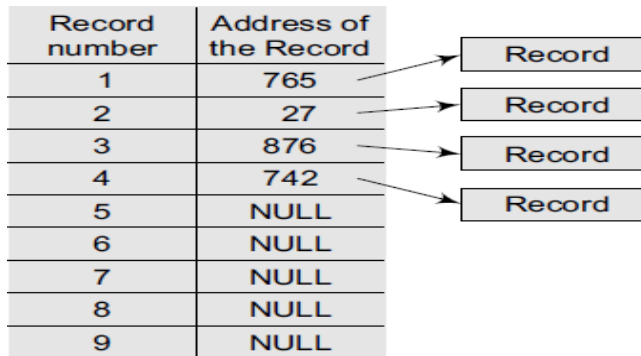 Record number Address of the Record
1 765 Record
2 27 Record
3 876 Record
4 742 Record
5 NULL
6 NULL
7 NULL
8 NULL
9 NULL